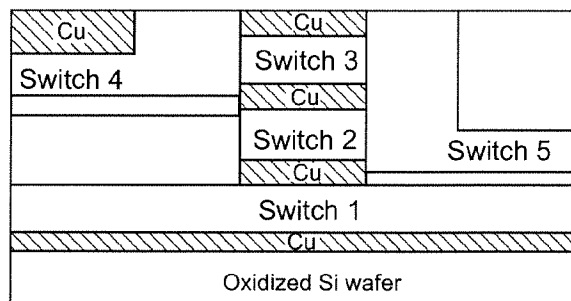 Cu
Cu
Switch 3
Switch 4
Cu
Switch 2
Switch 5
Cu
Switch 1
Cu
Oxidized Si wafer